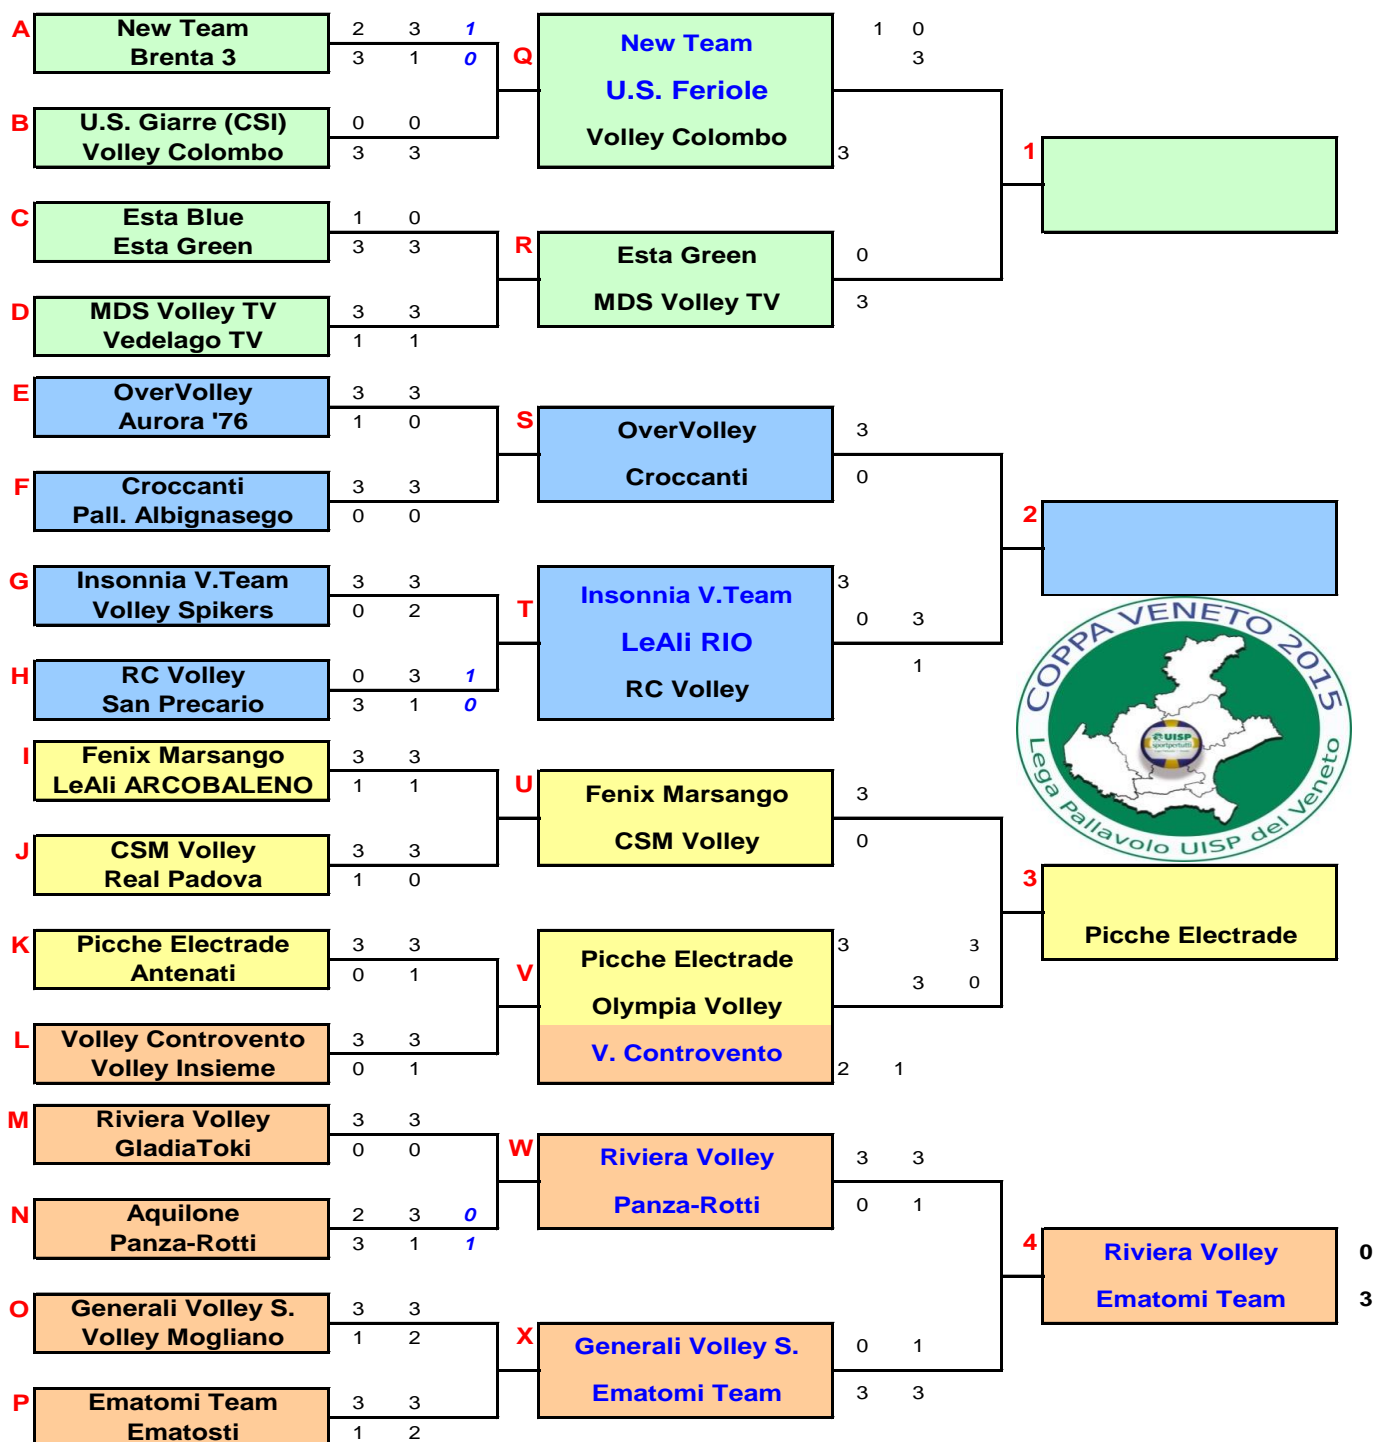 A New Team 2 3 1
Brenta 3 3 1 0
B U.S. Giarre (CSI) 0 0
Volley Colombo 3 3
C Esta Blue 1 0
Esta Green 3 3
D MDS Volley TV 3 3
Vedelago TV 1 1
E OverVolley 3 3
Aurora '76 1 0
F Croccanti 3 3
Pall. Albignasego 0 0
G Insonnia V.Team 3 3
Volley Spikers 0 2
H RC Volley 0 3 1
San Precario 3 1 0
I Fenix Marsango 3 3
LeAli ARCOBALENO 1 1
J CSM Volley 3 3
Real Padova 1 0
K Picche Electrade 3 3
Antenati 0 1
L Volley Controvento 3 3
Volley Insieme 0 1
M Riviera Volley 3 3
GladiaToki 0 0
N Aquilone 2 3 0
Panza-Rotti 3 1 1
O Generali Volley S. 3 3
Volley Mogliano 1 2
P Ematomi Team 3 3
Ematosti 1 2
Q New Team 1 0
U.S. Feriole 3
Volley Colombo 3
R Esta Green 0
MDS Volley TV 3
S OverVolley 3
Croccanti 0
T Insonnia V.Team 3
LeAli RIO 0 3
RC Volley 1
U Fenix Marsango 3
CSM Volley 0
V Picche Electrade 3 3
Olympia Volley 3 0
V. Controvento 2 1
W Riviera Volley 3 3
Panza-Rotti 0 1
X Generali Volley S. 0 1
Ematomi Team 3 3
1
2
COPPA VENETO 2015
UISP
sportpertutti
Lega Pallavolo UISP del Veneto
3
Picche Electrade
4 Riviera Volley 0
Ematomi Team 3